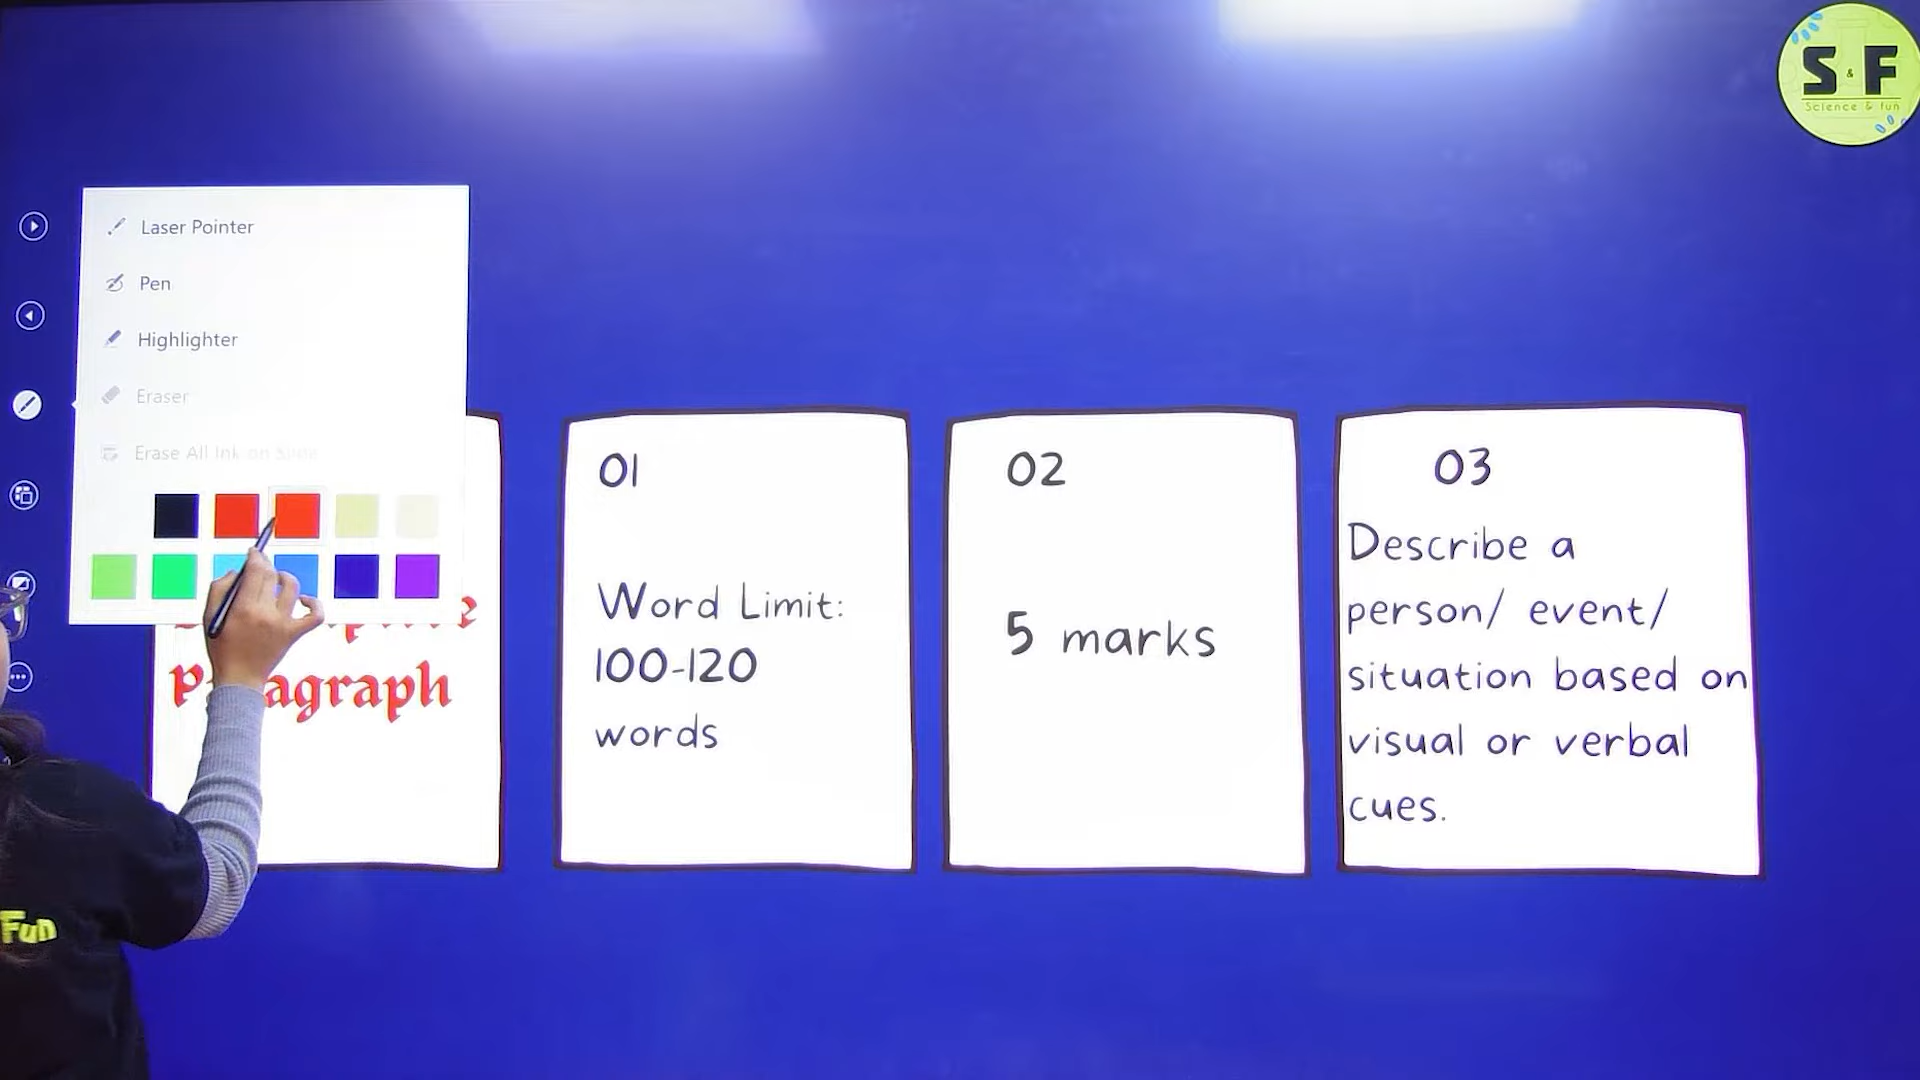 S & F
Science & fun
Laser Pointer
Pen
Highlighter
Eraser
Erase All Ink on Slide
01
Word Limit:
100-120
words
02
5 marks
03
Describe a
person/ event/
situation based on
visual or verbal
cues.
Fun